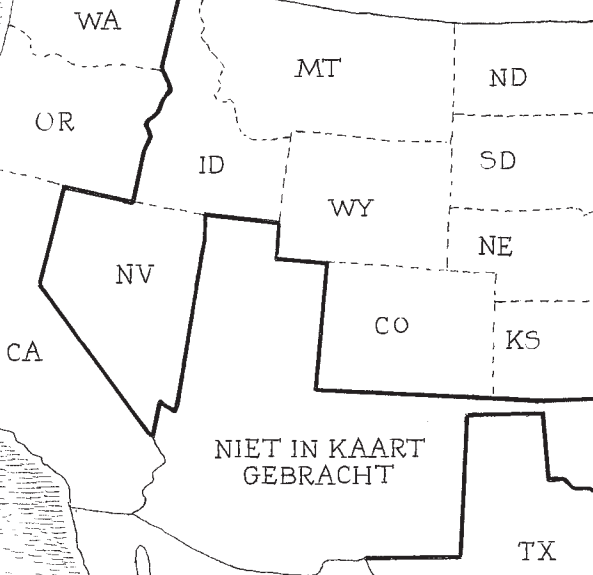 WA
MT
ND
OR
ID
SD
WY
NE
NV
CO
KS
CA
NIET IN KAART
GEBRACHT
TX